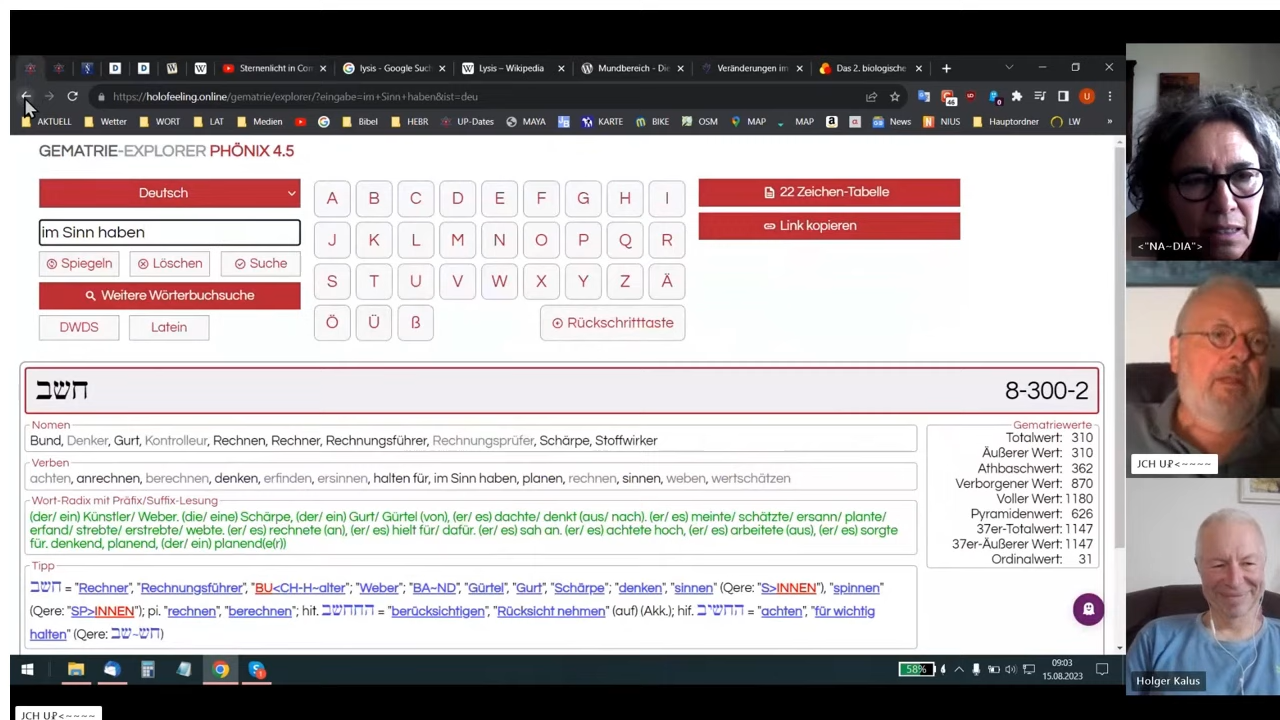 Sternenlicht in Con
lysis - Google Suc
Lysis – Wikipedia
Mundbereich - Die
Veränderungen im
Das 2. biologische
https://holofeeling.online/gematrie/explorer/?eingabe=im+Sinn+haben&ist=deu
AKTUELL Wetter WORT LAT Medien Bibel HEBR UP-Dates MAYA KARTE BIKE OSM MAP MAP News NIUS Hauptordner LW »
GEMATRIE-EXPLORER PHÖNIX 4.5
Deutsch
im Sinn haben
Spiegeln Löschen Suche
Weitere Wörterbuchsuche
DWDS Latein
A B C D E F G H I
J K L M N O P Q R
S T U V W X Y Z Ä
Ö Ü ß Rückschritttaste
22 Zeichen-Tabelle
Link kopieren
חשב 8-300-2
Nomen
Bund, Denker, Gurt, Kontrolleur, Rechnen, Rechner, Rechnungsführer, Rechnungsprüfer, Schärpe, Stoffwirker
Verben
achten, anrechnen, berechnen, denken, erfinden, ersinnen, halten für, im Sinn haben, planen, rechnen, sinnen, weben, wertschätzen
Wort-Radix mit Präfix/Suffix-Lesung
(der/ ein) Künstler/ Weber. (die/ eine) Schärpe, (der/ ein) Gurt/ Gürtel (von), (er/ es) dachte/ denkt (aus/ nach). (er/ es) meinte/ schätzte/ ersann/ plante/
erfand/ strebte/ erstrebte/ webte. (er/ es) rechnete (an), (er/ es) hielt für/ dafür. (er/ es) sah an. (er/ es) achtete hoch, (er/ es) arbeitete (aus), (er/ es) sorgte
für. denkend, planend, (der/ ein) planend(e(r))
Tipp
חשב = "Rechner", "Rechnungsführer", "BU<CH-H~alter"; "Weber"; "BA~ND", "Gürtel", "Gurt", "Schärpe"; "denken", "sinnen" (Qere: "S>INNEN"), "spinnen"
(Qere: "SP>INNEN"); pi. "rechnen", "berechnen"; hit. החחשב = "berücksichtigen", "Rücksicht nehmen" (auf) (Akk.); hif. החשיב = "achten", "für wichtig
halten" (Qere: חש~שב)
Gematriewerte
Totalwert: 310
Äußerer Wert: 310
Athbaschwert: 362
Verborgener Wert: 870
Voller Wert: 1180
Pyramidenwert: 626
37er-Totalwert: 1147
37er-Äußerer Wert: 1147
Ordinalwert: 31
58%
09:03
15.08.2023
<"NA~DIA">
JCH UP<~~~~
Holger Kalus
JCH UP<~~~~